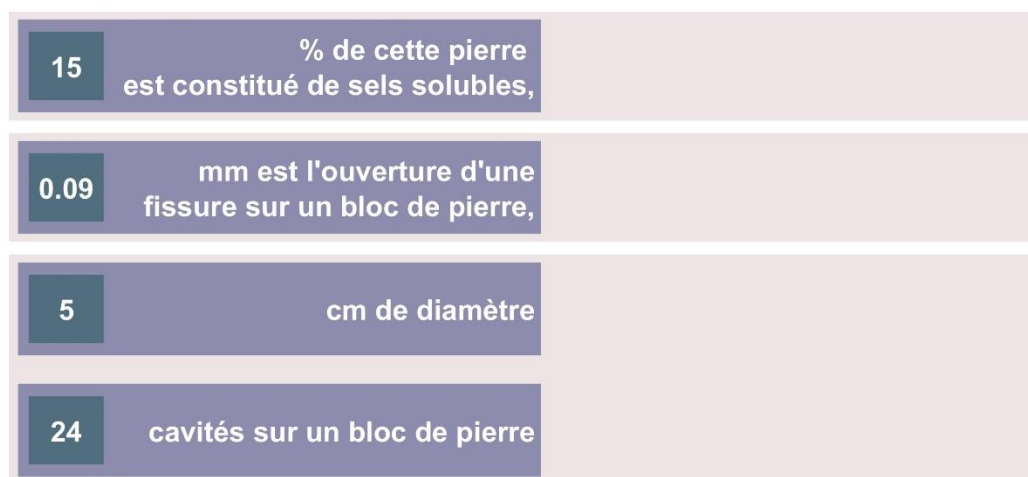 15
% de cette pierre
est constitué de sels solubles,
0.09
mm est l'ouverture d'une
fissure sur un bloc de pierre,
5
cm de diamètre
24
cavités sur un bloc de pierre